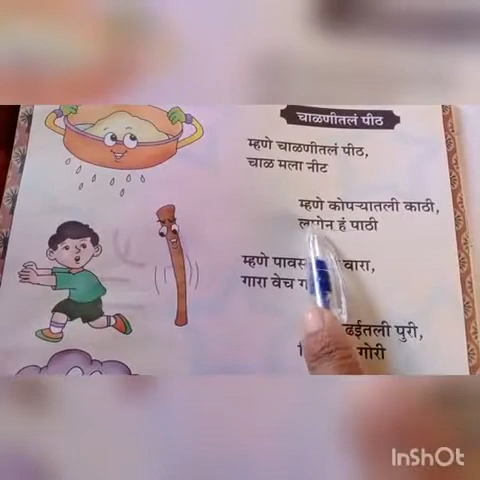 चाळणीतलं पीठ
म्हणे चाळणीतलं पीठ,
चाळ मला नीट
म्हणे कोपऱ्यातली काठी,
हं पाठी
म्हणे वारा,
गारा वेच
पुरी,
गोरी
InShOt